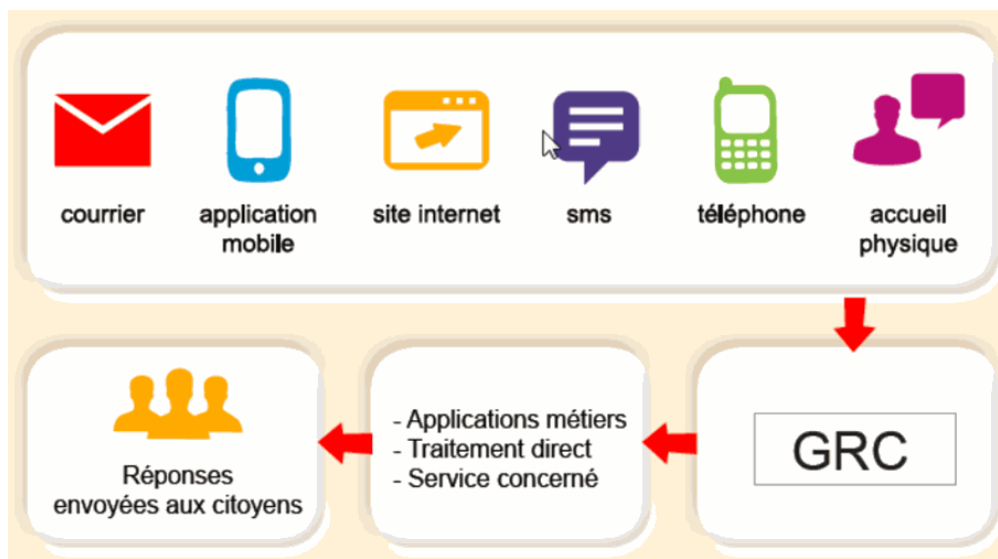 courrier
application
mobile
site internet
sms
téléphone
accueil
physique
- Applications métiers
- Traitement direct
- Service concerné
GRC
Réponses
envoyées aux citoyens